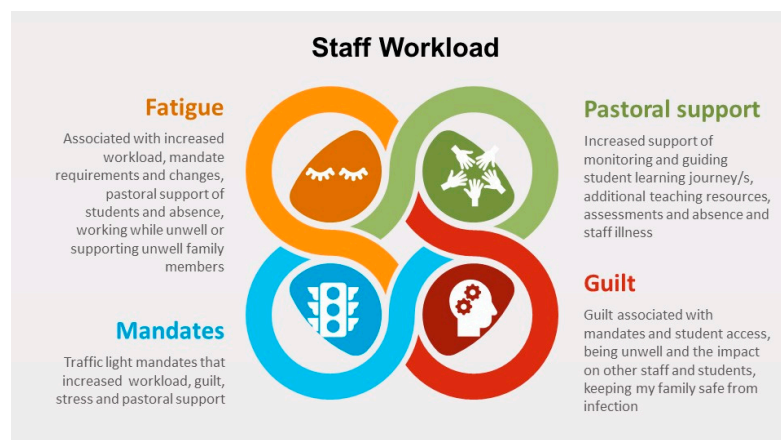 Staff Workload
Fatigue
Associated with increased
workload, mandate
requirements and changes,
pastoral support of
students and absence,
working while unwell or
supporting unwell family
members
Pastoral support
Increased support of
monitoring and guiding
student learning journey/s,
additional teaching resources,
assessments and absence and
staff illness
Mandates
Traffic light mandates that
increased workload, guilt,
stress and pastoral support
Guilt
Guilt associated with
mandates and student access,
being unwell and the impact
on other staff and students,
keeping my family safe from
infection